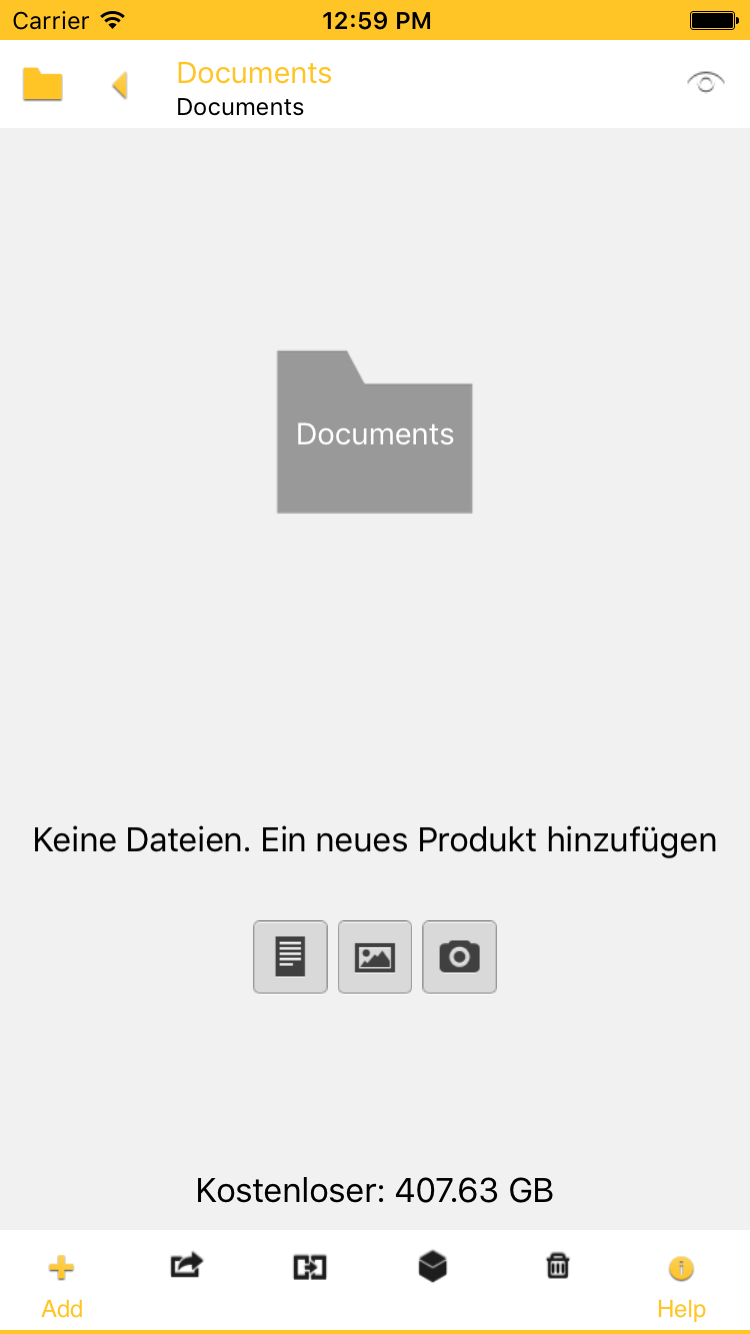 Carrier 12:59 PM
Documents
Documents
Documents
Keine Dateien. Ein neues Produkt hinzufügen
Kostenloser: 407.63 GB
Add Help